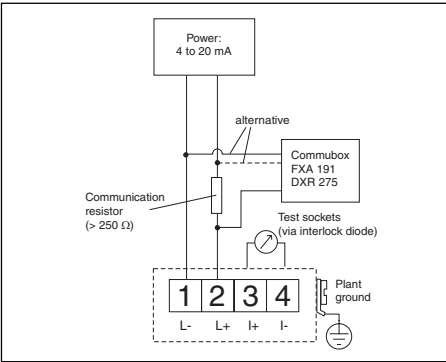 Power:
4 to 20 mA
alternative
Commubox
FXA 191
DXR 275
Communication
resistor
(> 250 Ω)
Test sockets
(via interlock diode)
1 2 3 4
L- L+ I+ I-
Plant
ground